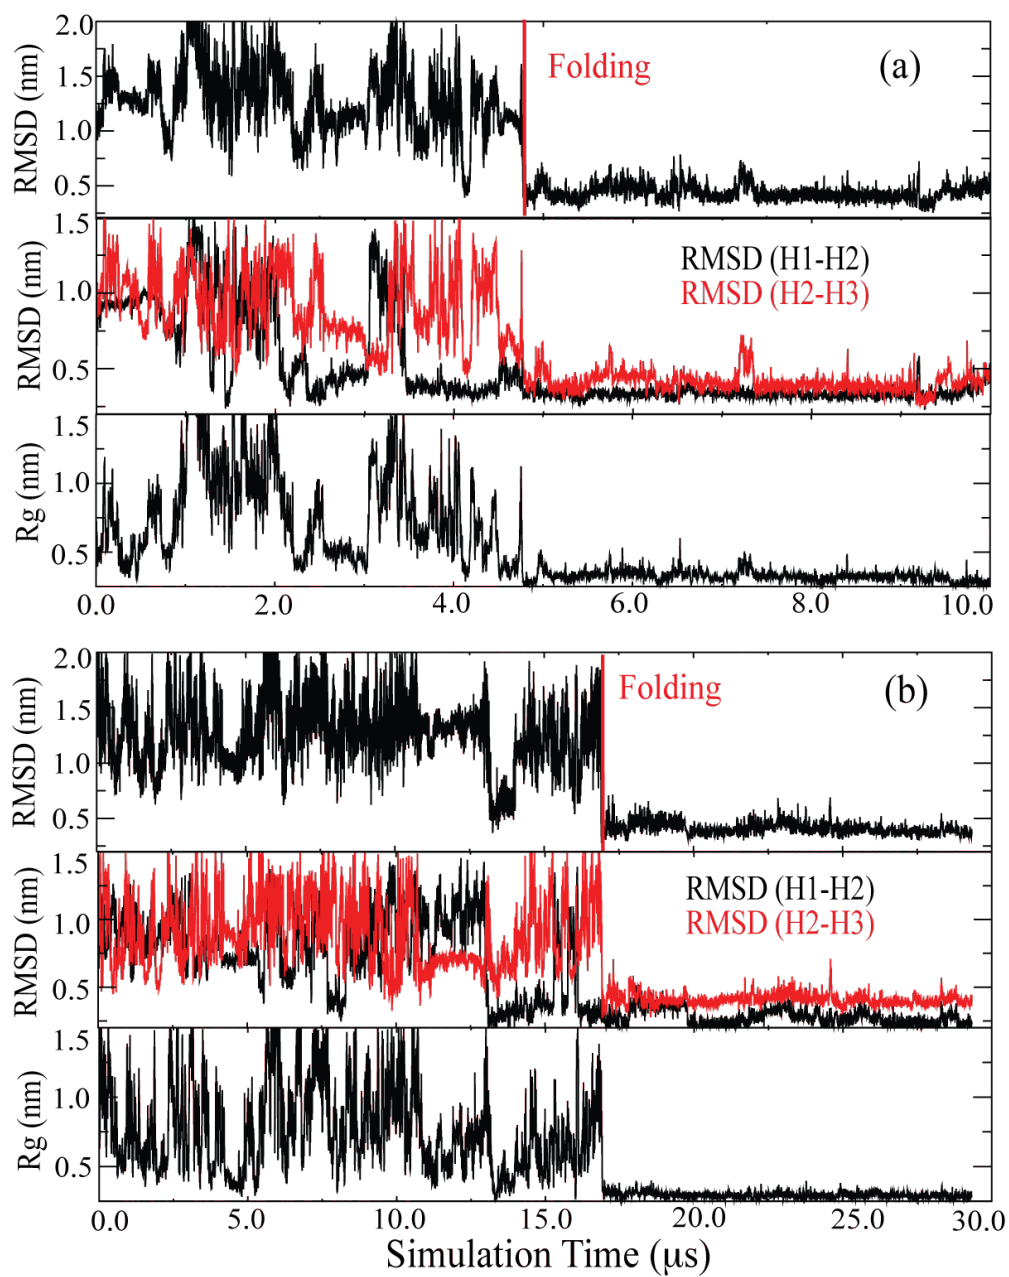 2.0
Folding
(a)
1.5
1.0
0.5
RMSD (nm)
1.5
RMSD (H1-H2)
RMSD (H2-H3)
1.0
0.5
RMSD (nm)
1.5
1.0
0.5
Rg (nm)
0.0 2.0 4.0 6.0 8.0 10.0
2.0
Folding
(b)
1.5
1.0
0.5
RMSD (nm)
1.5
RMSD (H1-H2)
RMSD (H2-H3)
1.0
0.5
RMSD (nm)
1.5
1.0
0.5
Rg (nm)
0.0 5.0 10.0 15.0 20.0 25.0 30.0
Simulation Time (μs)